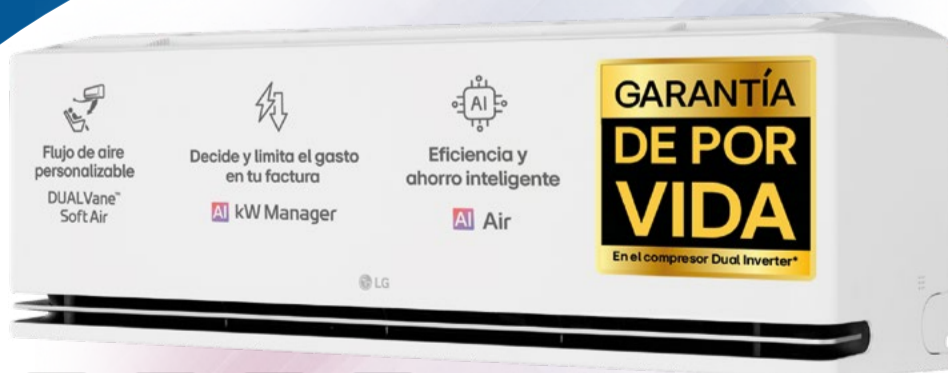 Flujo de aire
personalizable
DUALVane™
Soft Air
Decide y limita el gasto
en tu factura
AI kW Manager
AI
Eficiencia y
ahorro inteligente
AI Air
GARANTÍA
DE POR
VIDA
En el compresor Dual Inverter*
LG